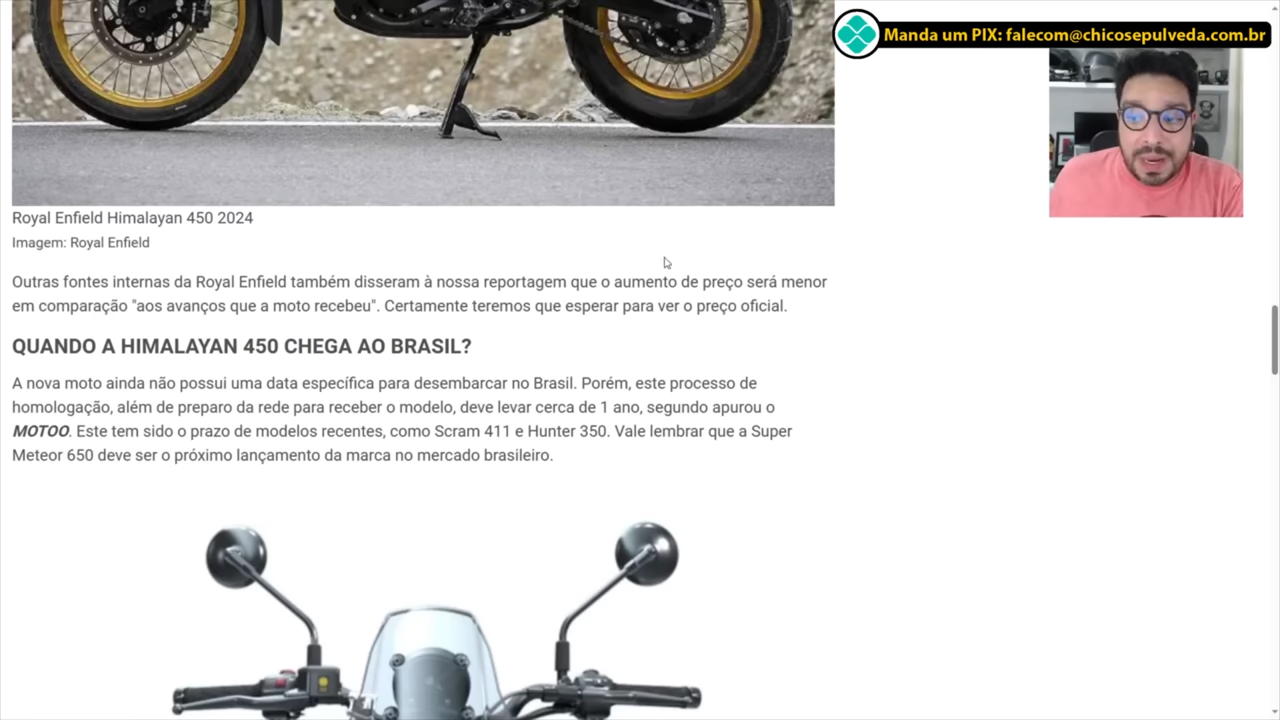 Manda um PIX: falecom@chicosepulveda.com.br
Royal Enfield Himalayan 450 2024
Imagem: Royal Enfield
Outras fontes internas da Royal Enfield também disseram à nossa reportagem que o aumento de preço será menor
em comparação "aos avanços que a moto recebeu". Certamente teremos que esperar para ver o preço oficial.
QUANDO A HIMALAYAN 450 CHEGA AO BRASIL?
A nova moto ainda não possui uma data específica para desembarcar no Brasil. Porém, este processo de
homologação, além de preparo da rede para receber o modelo, deve levar cerca de 1 ano, segundo apurou o
MOTOO. Este tem sido o prazo de modelos recentes, como Scram 411 e Hunter 350. Vale lembrar que a Super
Meteor 650 deve ser o próximo lançamento da marca no mercado brasileiro.